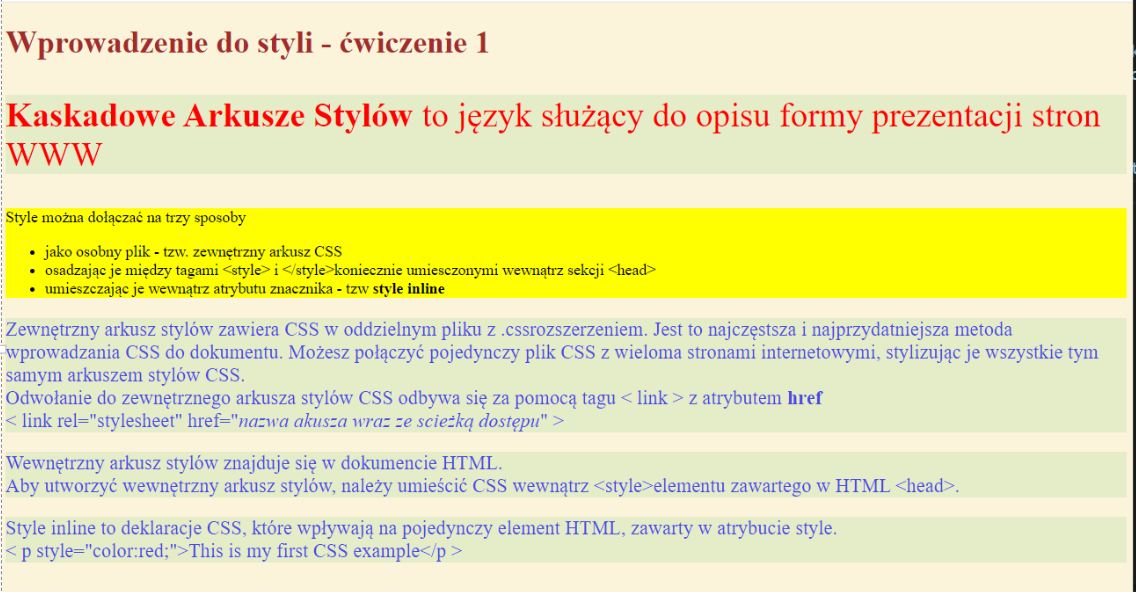 Wprowadzenie do styli - ćwiczenie 1
Kaskadowe Arkusze Stylów to język służący do opisu formy prezentacji stron
WWW
Style można dołączać na trzy sposoby
• jako osobny plik - tzw. zewnętrzny arkusz CSS
• osadzając je między tagami <style> i </style>koniecznie umiesczonymi wewnątrz sekcji <head>
• umieszczając je wewnątrz atrybutu znacznika - tzw style inline
Zewnętrzny arkusz stylów zawiera CSS w oddzielnym pliku z .cssrozszerzeniem. Jest to najczęstsza i najprzydatniejsza metoda
wprowadzania CSS do dokumentu. Możesz połączyć pojedynczy plik CSS z wieloma stronami internetowymi, stylizując je wszystkie tym
samym arkuszem stylów CSS.
Odwołanie do zewnętrznego arkusza stylów CSS odbywa się za pomocą tagu < link > z atrybutem href
< link rel="stylesheet" href="nazwa akusza wraz ze scieżką dostępu" >
Wewnętrzny arkusz stylów znajduje się w dokumencie HTML.
Aby utworzyć wewnętrzny arkusz stylów, należy umieścić CSS wewnątrz <style>elementu zawartego w HTML <head>.
Style inline to deklaracje CSS, które wpływają na pojedynczy element HTML, zawarty w atrybucie style.
< p style="color:red;">This is my first CSS example</p >